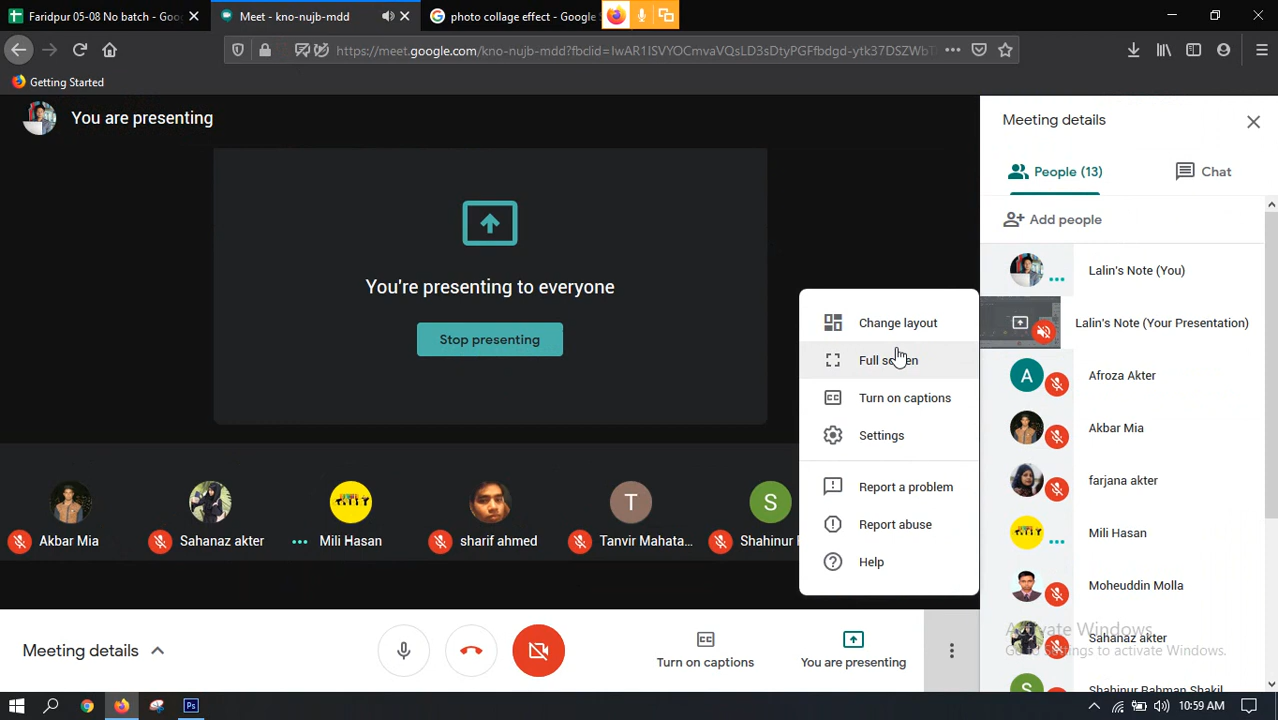 Faridpur 05-08 No batch - Goo
Meet - kno-nujb-mdd
photo collage effect - Google S
https://meet.google.com/kno-nujb-mdd?fbclid=IwAR1ISVYOCmvaVQsLD3sDtyPGFfbdgd-ytk37DSZWbT
Getting Started
You are presenting
Meeting details
People (13)
Chat
Add people
You're presenting to everyone
Stop presenting
Change layout
Full screen
Turn on captions
Settings
Report a problem
Report abuse
Help
Lalin's Note (You)
Lalin's Note (Your Presentation)
A
Afroza Akter
Akbar Mia
farjana akter
Mili Hasan
Moheuddin Molla
Sahanaz akter
Shahinur Rahman Shakil
T
S
Akbar Mia
Sahanaz akter
Mili Hasan
sharif ahmed
Tanvir Mahata...
Shahinu
Activate Windows
Go to Settings to activate Windows.
Meeting details
Turn on captions
You are presenting
Ps
10:59 AM